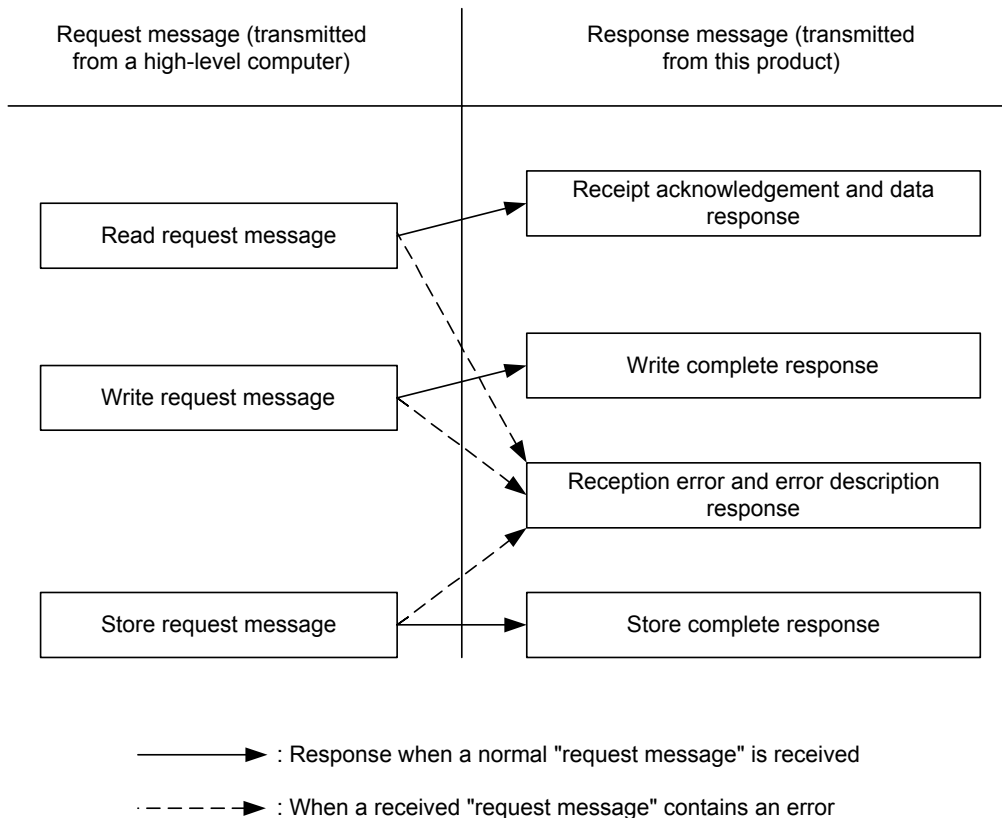 Request message (transmitted
from a high-level computer)
Response message (transmitted
from this product)
Receipt acknowledgement and data
response
Read request message
Write complete response
Write request message
Reception error and error description
response
Store request message
Store complete response
: Response when a normal "request message" is received
: When a received "request message" contains an error